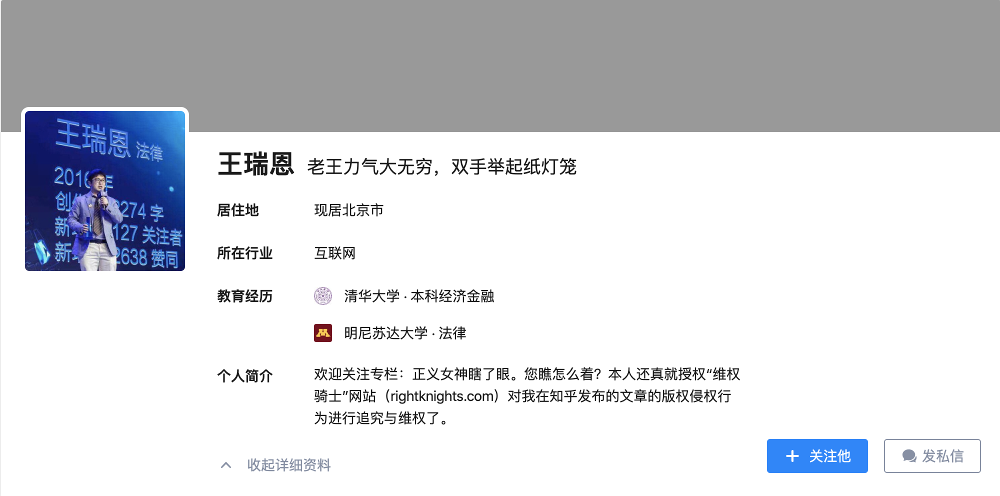 王瑞恩 法律
2016年
创 2274 字
新 127 关注者
新 2638 赞同
王瑞恩 老王力气大无穷，双手举起纸灯笼
居住地 现居北京市
所在行业 互联网
教育经历 清华大学 · 本科经济金融
明尼苏达大学 · 法律
个人简介 欢迎关注专栏：正义女神瞎了眼。您瞧怎么着？本人还真就授权“维权
骑士”网站（rightknights.com）对我在知乎发布的文章的版权侵权行
为进行追究与维权了。
收起详细资料
关注他
发私信